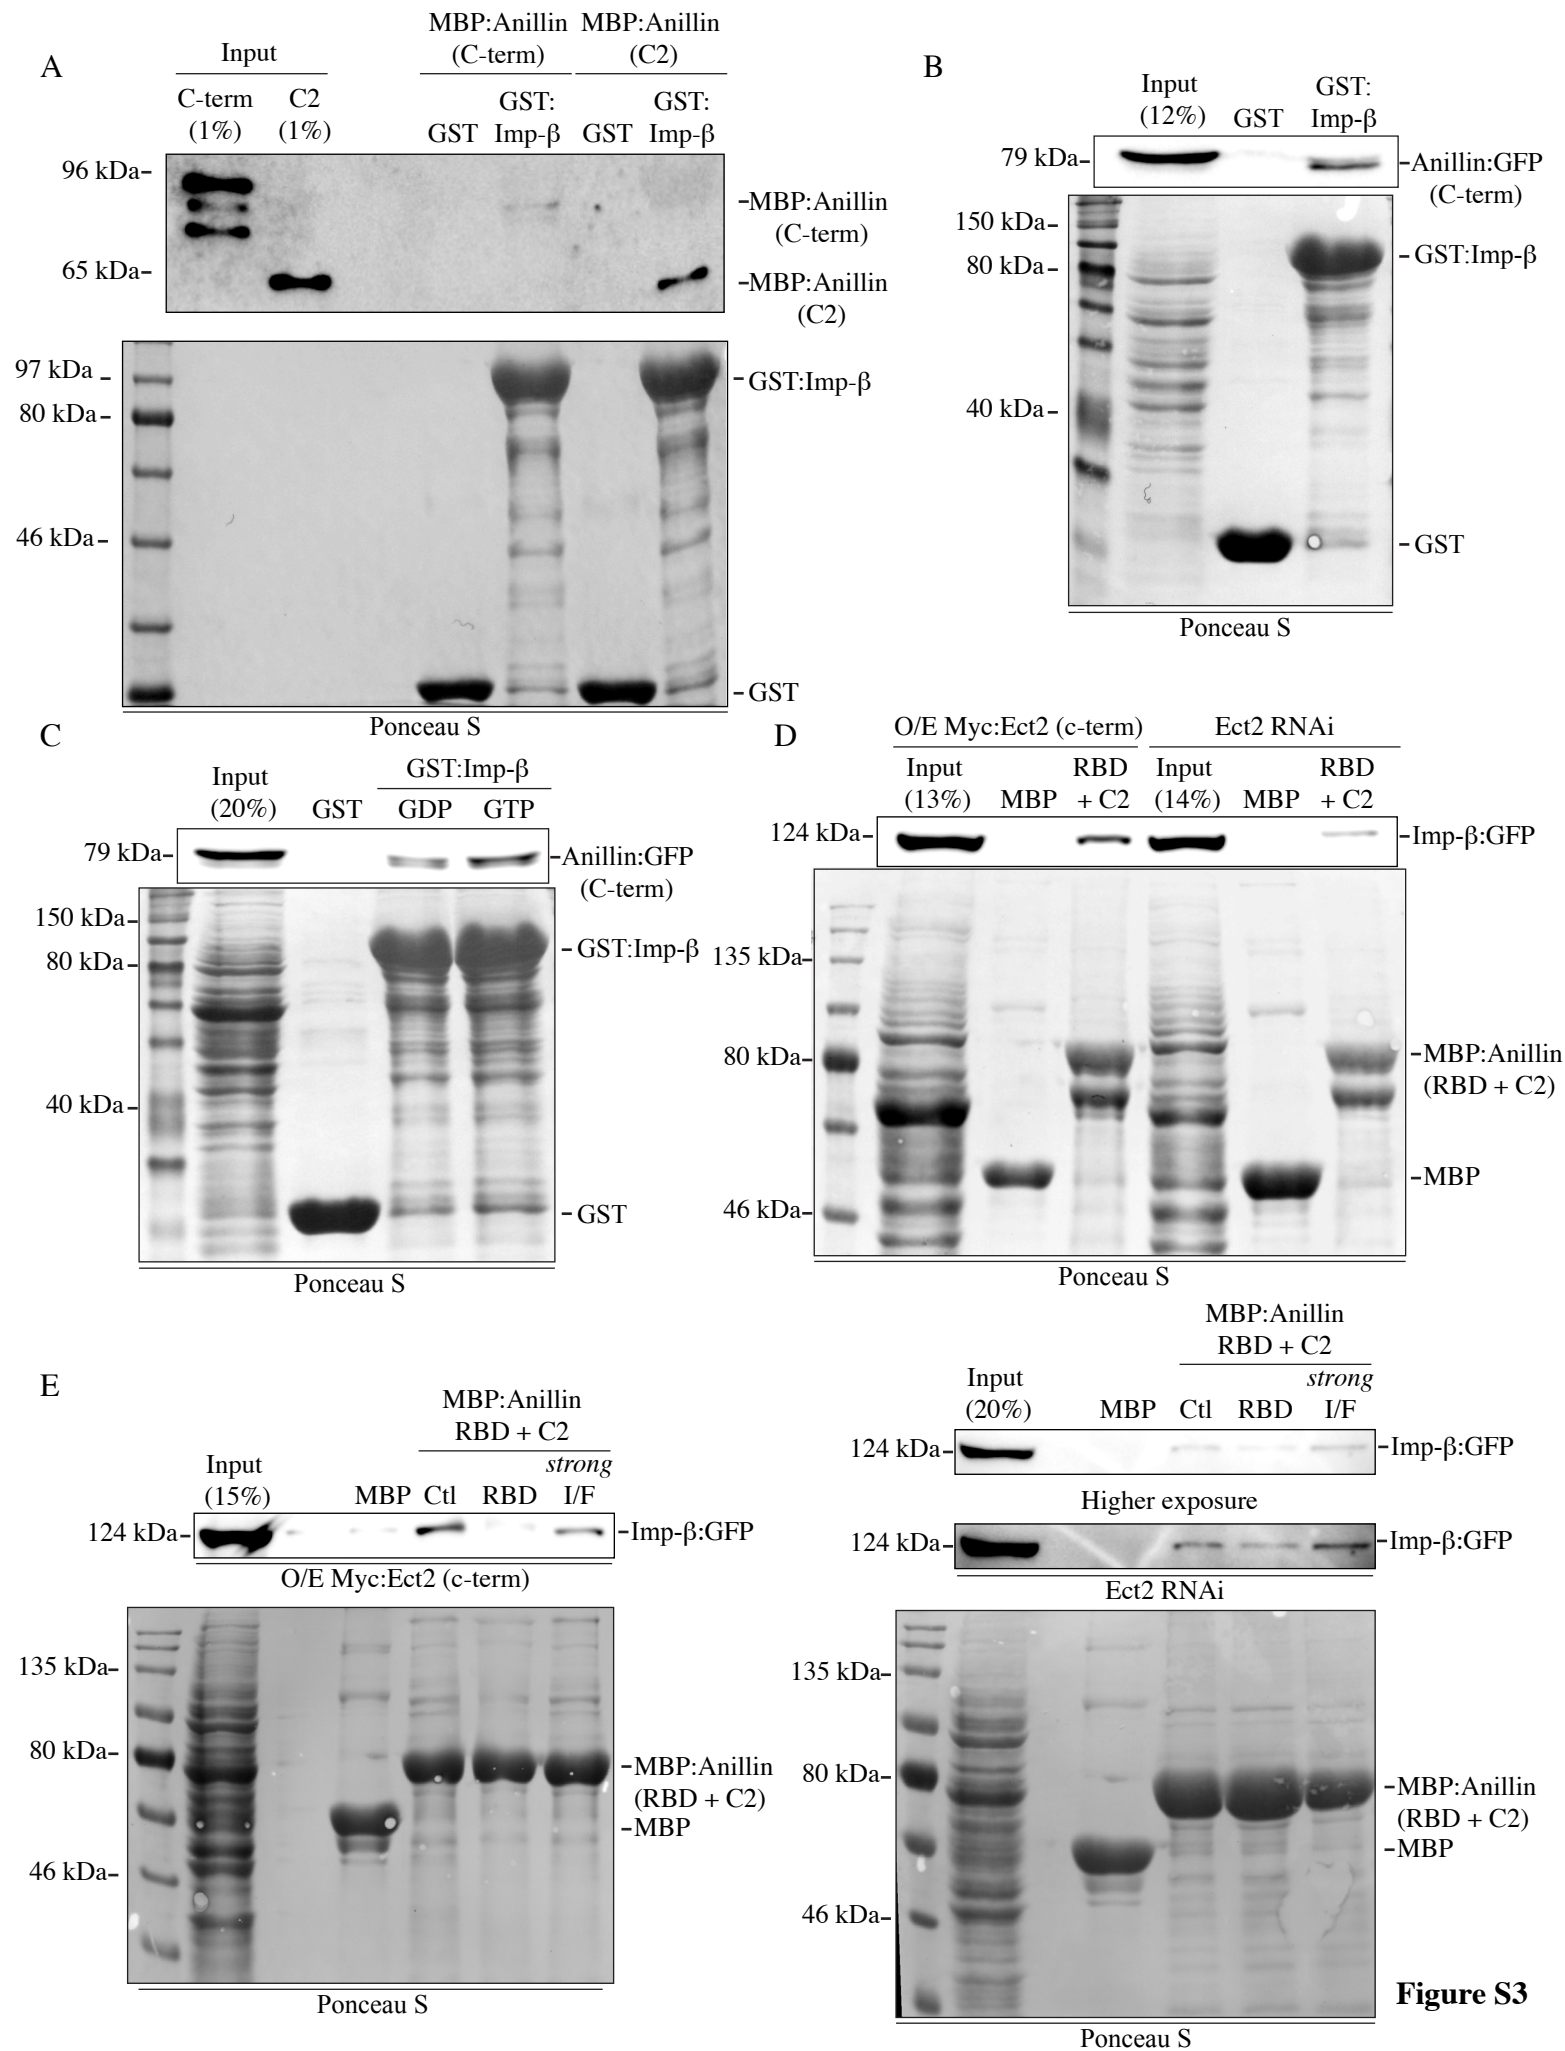 A
Input
MBP:Anillin
(C-term)
MBP:Anillin
(C2)
C-term
(1%)
C2
(1%)
GST
GST:
Imp-β
GST
GST:
Imp-β
96 kDa
65 kDa
MBP:Anillin
(C-term)
MBP:Anillin
(C2)
97 kDa
80 kDa
46 kDa
GST:Imp-β
GST
Ponceau S
B
Input
(12%)
GST
GST:
Imp-β
79 kDa
Anillin:GFP
(C-term)
150 kDa
80 kDa
40 kDa
GST:Imp-β
GST
Ponceau S
C
Input
(20%)
GST
GST:Imp-β
GDP
GTP
79 kDa
Anillin:GFP
(C-term)
150 kDa
80 kDa
40 kDa
GST:Imp-β
GST
Ponceau S
D
O/E Myc:Ect2 (c-term)
Ect2 RNAi
Input
(13%)
MBP
RBD
+ C2
Input
(14%)
MBP
RBD
+ C2
124 kDa
Imp-β:GFP
135 kDa
80 kDa
46 kDa
MBP:Anillin
(RBD + C2)
MBP
Ponceau S
E
MBP:Anillin
RBD + C2
Input
(15%)
MBP
Ctl
RBD
strong
I/F
124 kDa
Imp-β:GFP
O/E Myc:Ect2 (c-term)
135 kDa
80 kDa
46 kDa
MBP:Anillin
(RBD + C2)
MBP
Ponceau S
MBP:Anillin
RBD + C2
Input
(20%)
MBP
Ctl
RBD
strong
I/F
124 kDa
Imp-β:GFP
Higher exposure
124 kDa
Imp-β:GFP
Ect2 RNAi
135 kDa
80 kDa
46 kDa
MBP:Anillin
(RBD + C2)
MBP
Ponceau S
Figure S3